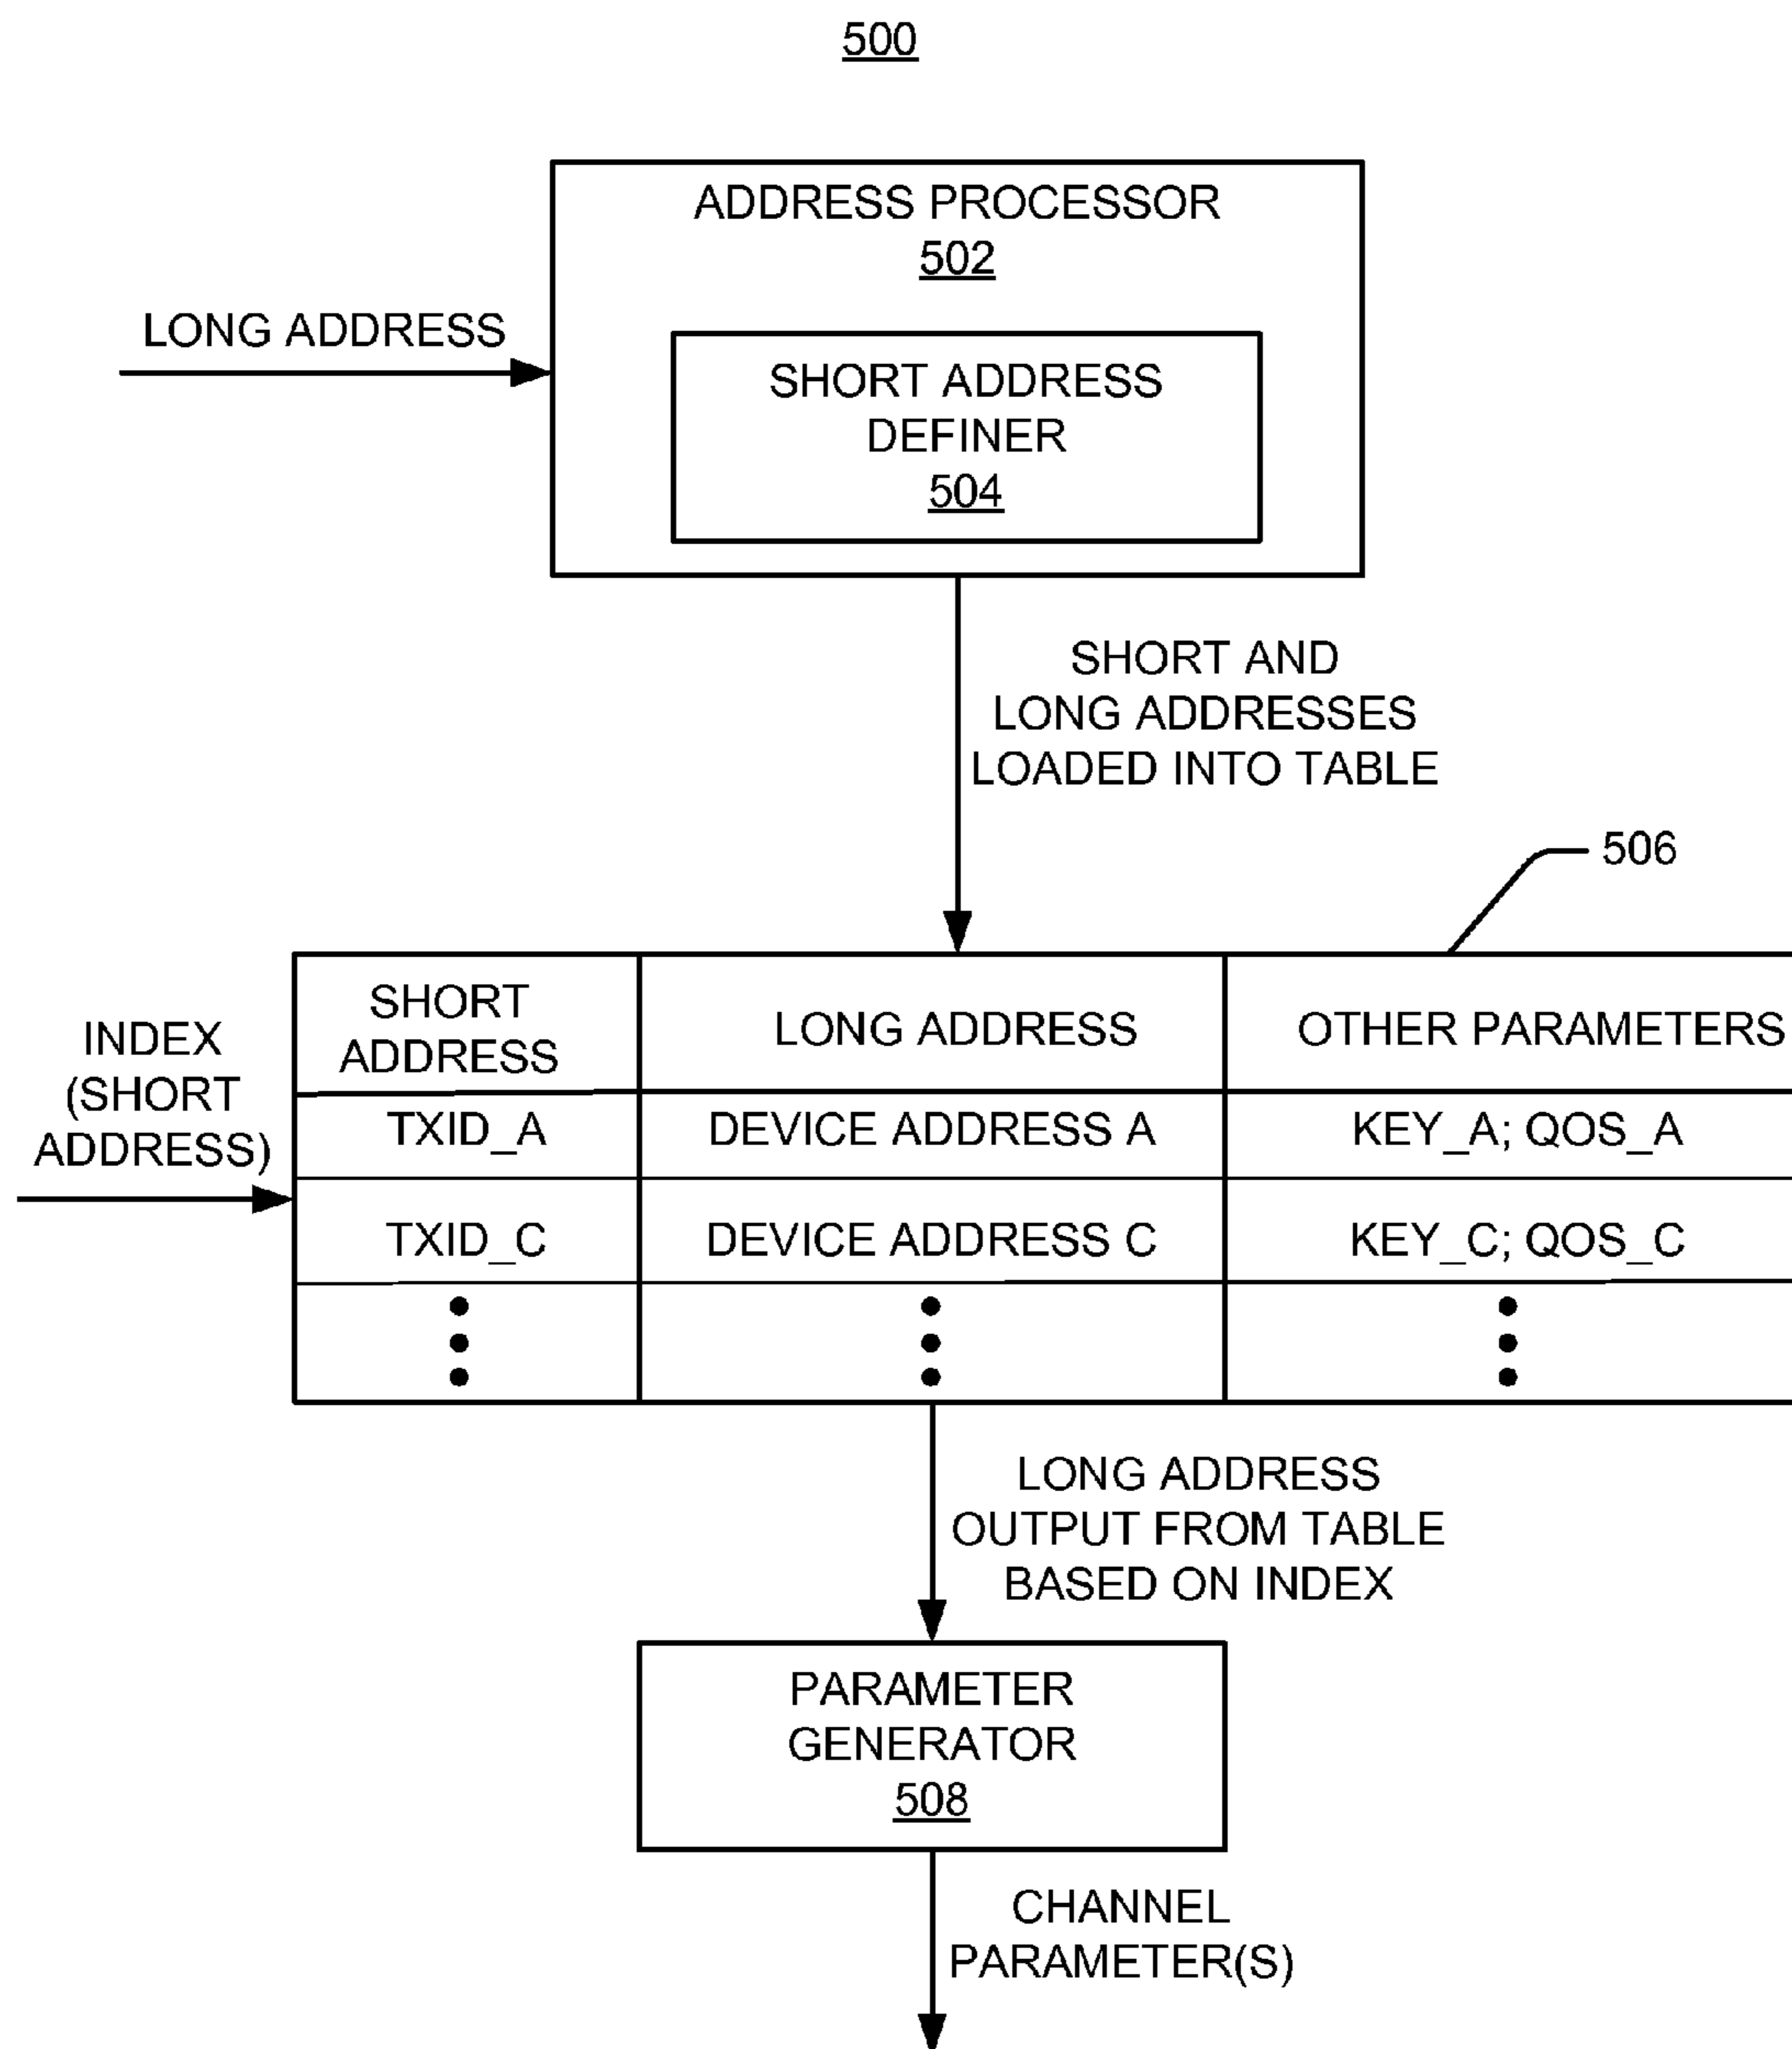 500
ADDRESS PROCESSOR
502
LONG ADDRESS
SHORT ADDRESS
DEFINER
504
SHORT AND
LONG ADDRESSES
LOADED INTO TABLE
506
INDEX
(SHORT
ADDRESS)
SHORT
ADDRESS
LONG ADDRESS
OTHER PARAMETERS
TXID_A
DEVICE ADDRESS A
KEY_A; QOS_A
TXID_C
DEVICE ADDRESS C
KEY_C; QOS_C
LONG ADDRESS
OUTPUT FROM TABLE
BASED ON INDEX
PARAMETER
GENERATOR
508
CHANNEL
PARAMETER(S)